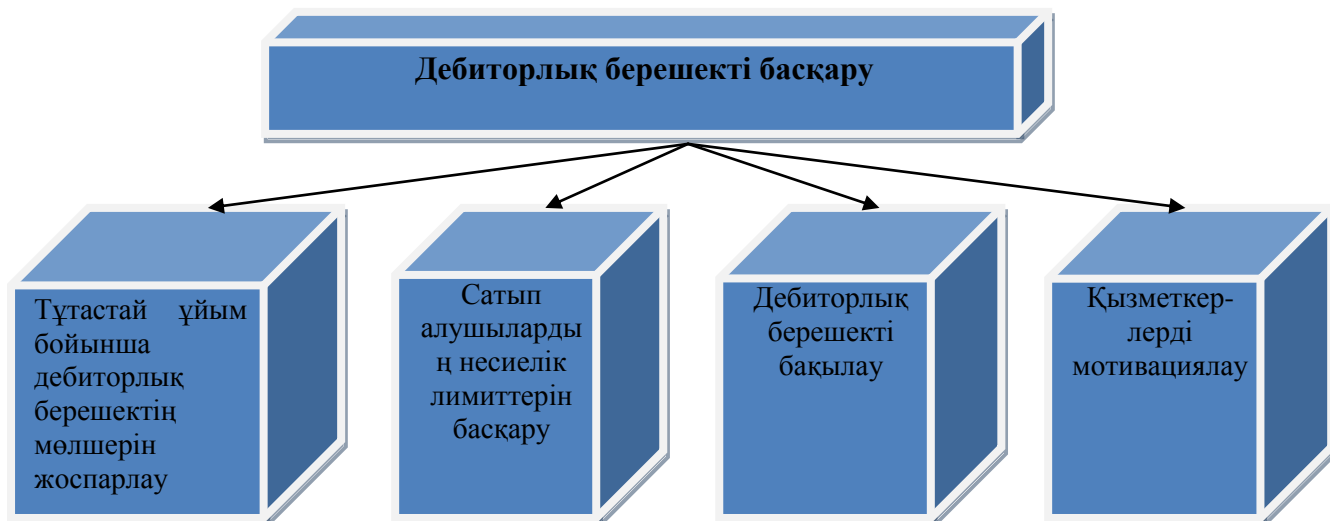 Дебиторлық берешекті басқару
Тұтастай ұйым
бойынша
дебиторлық
берешектің
мөлшерін
жоспарлау
Сатып
алушыларды
ң несиелік
лимиттерін
басқару
Дебиторлық
берешекті
бақылау
Қызметкер-
лерді
мотивациялау